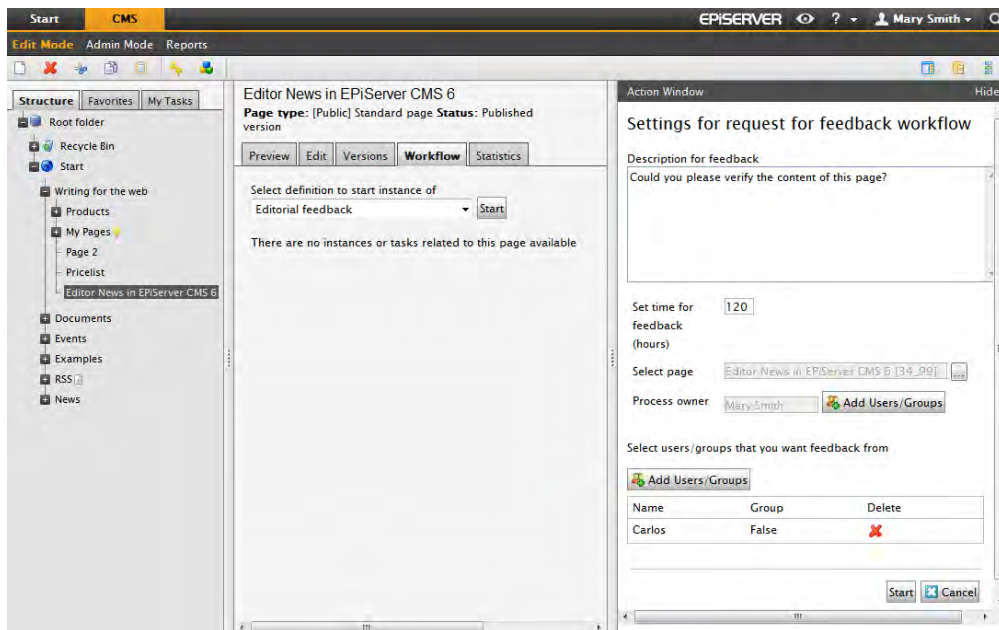 Start
CMS
EPiSERVER
?
Mary Smith
Edit Mode Admin Mode Reports
Structure Favorites My Tasks
Root folder
Recycle Bin
Start
Writing for the web
Products
My Pages
Page 2
Pricelist
Editor News in EPiServer CMS 6
Documents
Events
Examples
RSS
News
Editor News in EPiServer CMS 6
Page type: [Public] Standard page Status: Published
version
Preview Edit Versions Workflow Statistics
Select definition to start instance of
Editorial feedback Start
There are no instances or tasks related to this page available
Action Window Hide
Settings for request for feedback workflow
Description for feedback
Could you please verify the content of this page?
Set time for
feedback
(hours)
120
Select page Editor News in EPiServer CMS 6 [34_99] ...
Process owner Mary Smith Add Users/Groups
Select users/groups that you want feedback from
Add Users/Groups
Name Group Delete
Carlos False
Start Cancel